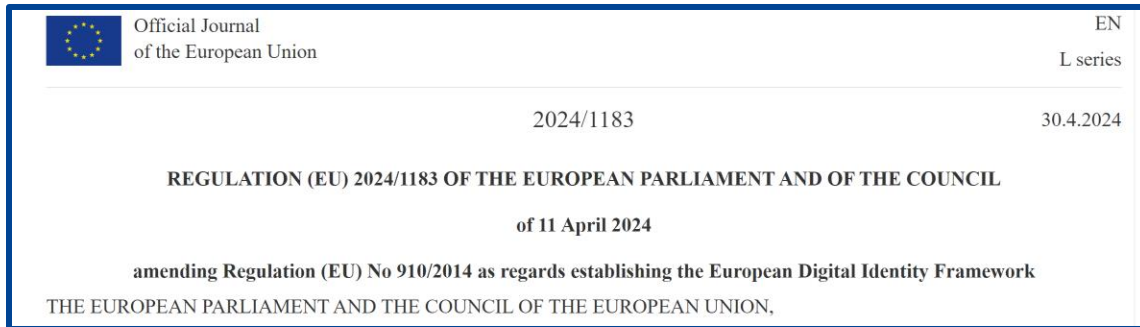 Official Journal
of the European Union
EN
L series
2024/1183
30.4.2024
REGULATION (EU) 2024/1183 OF THE EUROPEAN PARLIAMENT AND OF THE COUNCIL
of 11 April 2024
amending Regulation (EU) No 910/2014 as regards establishing the European Digital Identity Framework
THE EUROPEAN PARLIAMENT AND THE COUNCIL OF THE EUROPEAN UNION,